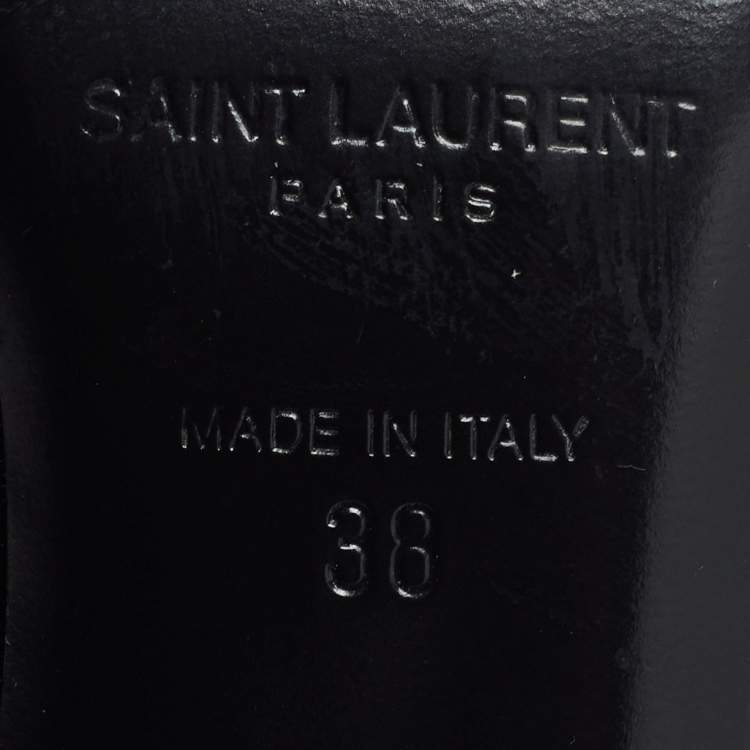 SAINT LAURENT
PARIS
MADE IN ITALY
38